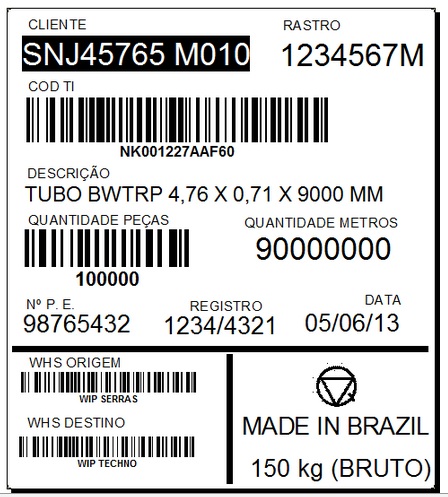 CLIENTE RASTRO
SNJ45765 M010 1234567M
COD TI
NK001227AAF60
DESCRIÇÃO
TUBO BWTRP 4,76 X 0,71 X 9000 MM
QUANTIDADE PEÇAS QUANTIDADE METROS
100000 90000000
Nº P. E. REGISTRO DATA
98765432 1234/4321 05/06/13
WHS ORIGEM
WIP SERRAS
WHS DESTINO
WIP TECHNO
MADE IN BRAZIL
150 kg (BRUTO)